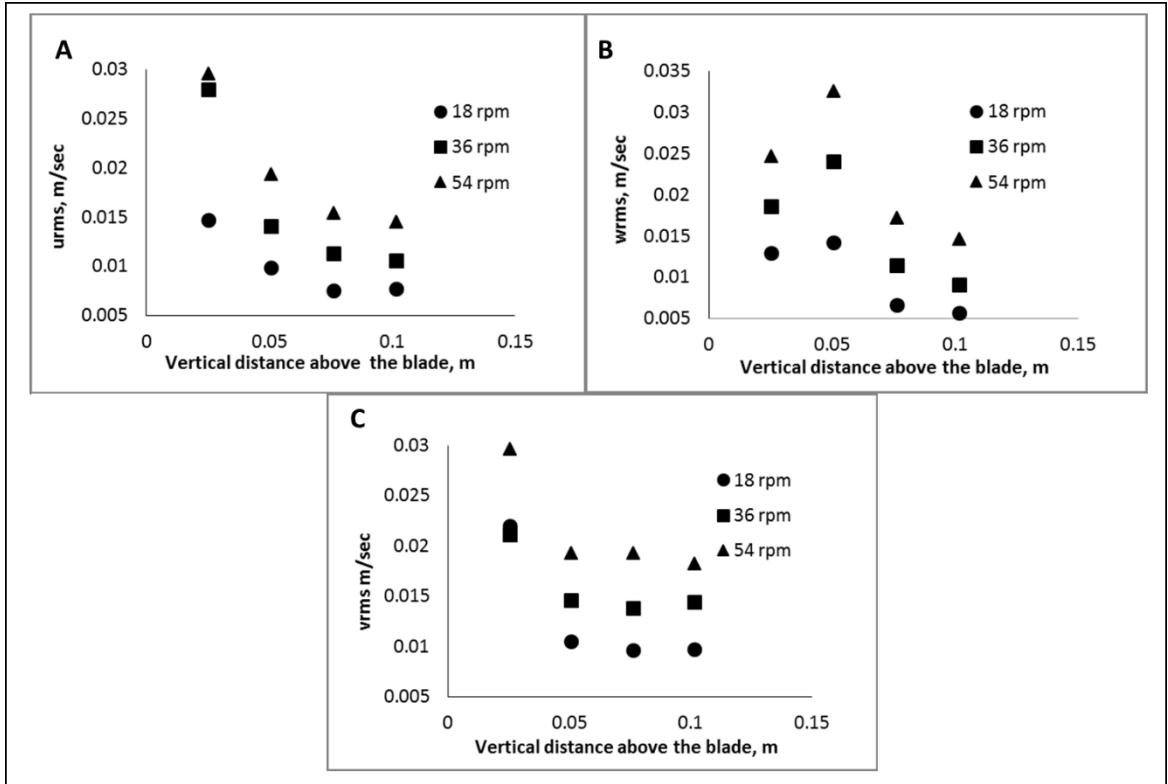 A
urms, m/sec
0.03
0.025
0.02
0.015
0.01
0.005
0 0.05 0.1 0.15
Vertical distance above the blade, m
18 rpm
36 rpm
54 rpm
B
wrms, m/sec
0.035
0.03
0.025
0.02
0.015
0.01
0.005
0 0.05 0.1 0.15
Vertical distance above the blade, m
18 rpm
36 rpm
54 rpm
C
vrms m/sec
0.03
0.025
0.02
0.015
0.01
0.005
0 0.05 0.1 0.15
Vertical distance above the blade, m
18 rpm
36 rpm
54 rpm